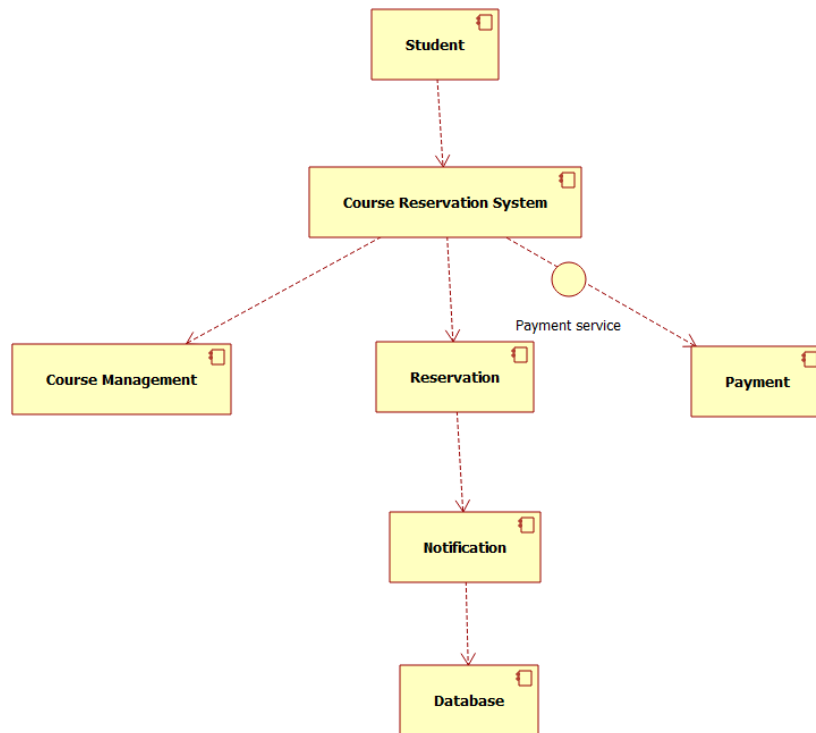 Student
Course Reservation System
Payment service
Course Management
Reservation
Payment
Notification
Database